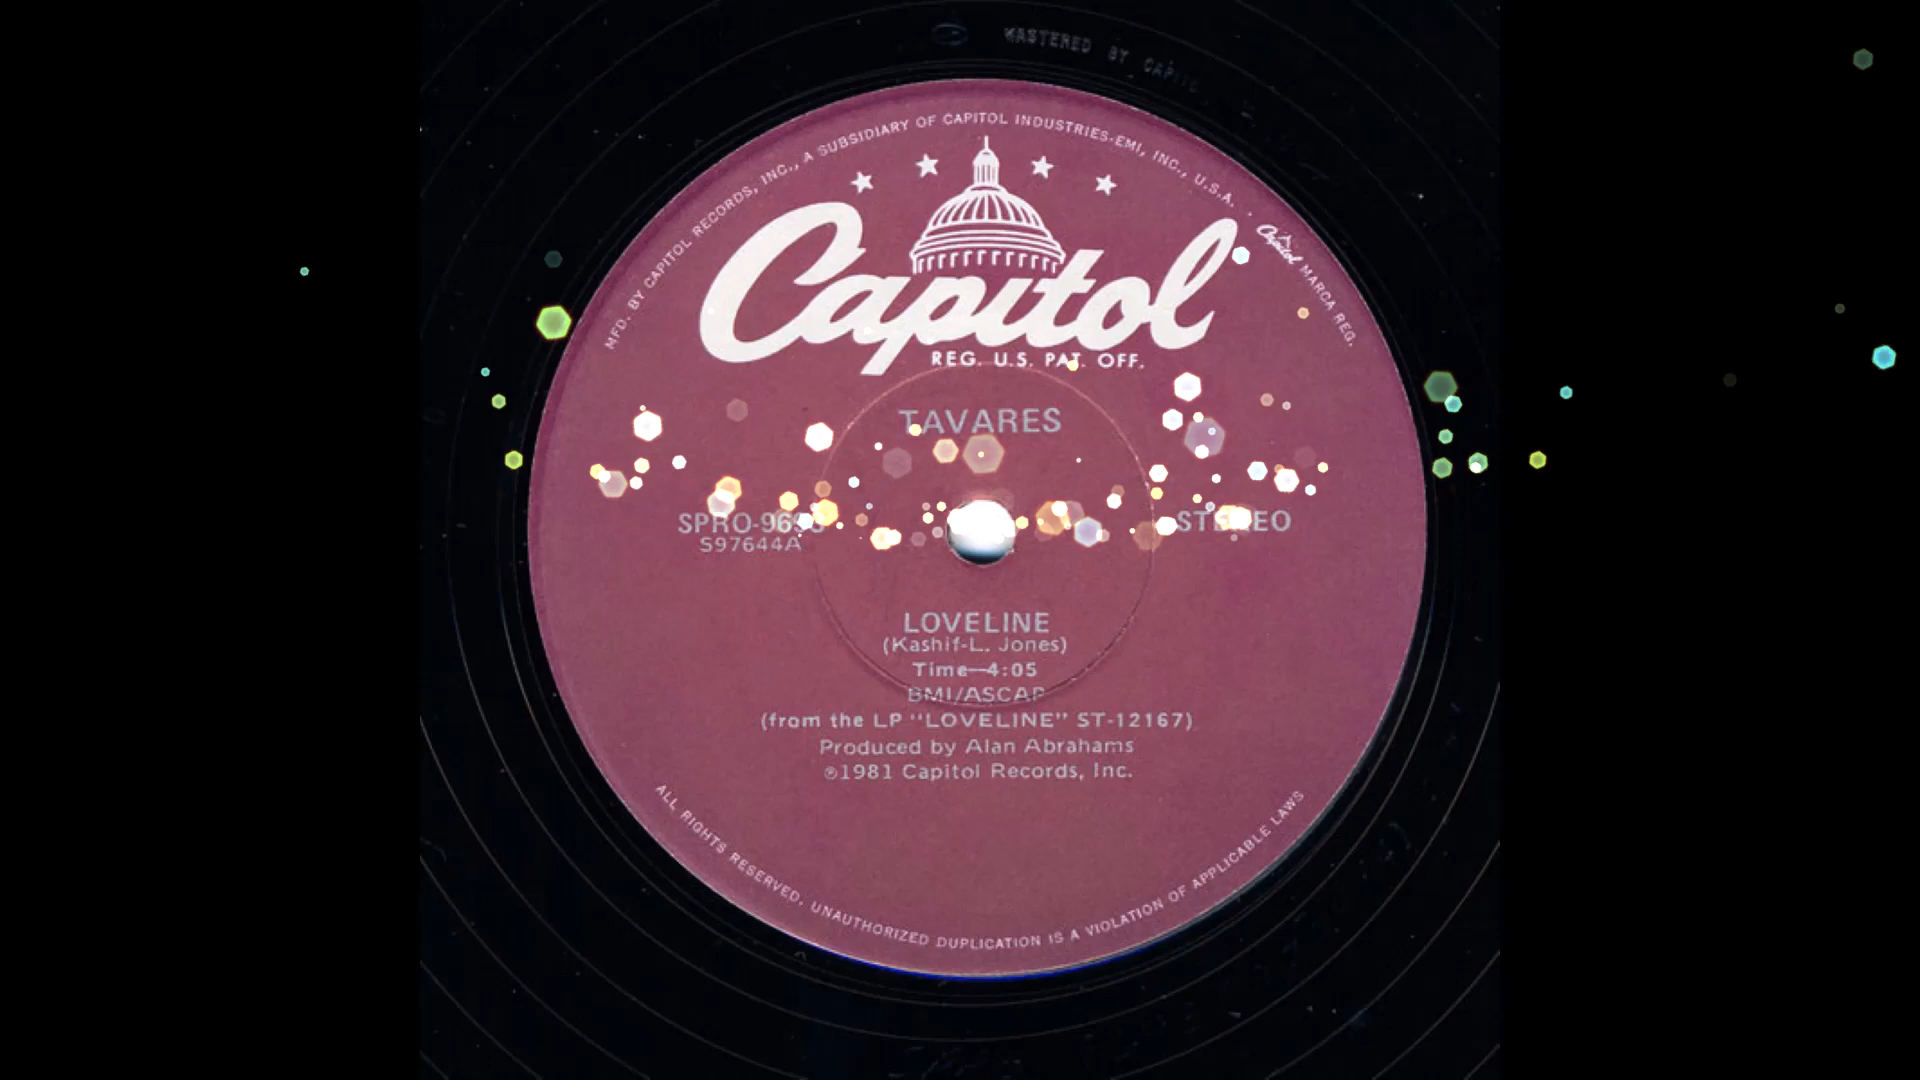 MASTERED BY CAPITOL
MFD. BY CAPITOL RECORDS, INC., A SUBSIDIARY OF CAPITOL INDUSTRIES-EMI, INC., U.S.A. . Capitol MARCA REG.
Capitol
REG. U.S. PAT. OFF.
TAVARES
STEREO
S97644A
LOVELINE
(Kashif-L. Jones)
Time—4:05
BMI/ASCAP
(from the LP "LOVELINE" ST-12167)
Produced by Alan Abrahams
℗1981 Capitol Records, Inc.
ALL RIGHTS RESERVED. UNAUTHORIZED DUPLICATION IS A VIOLATION OF APPLICABLE LAWS